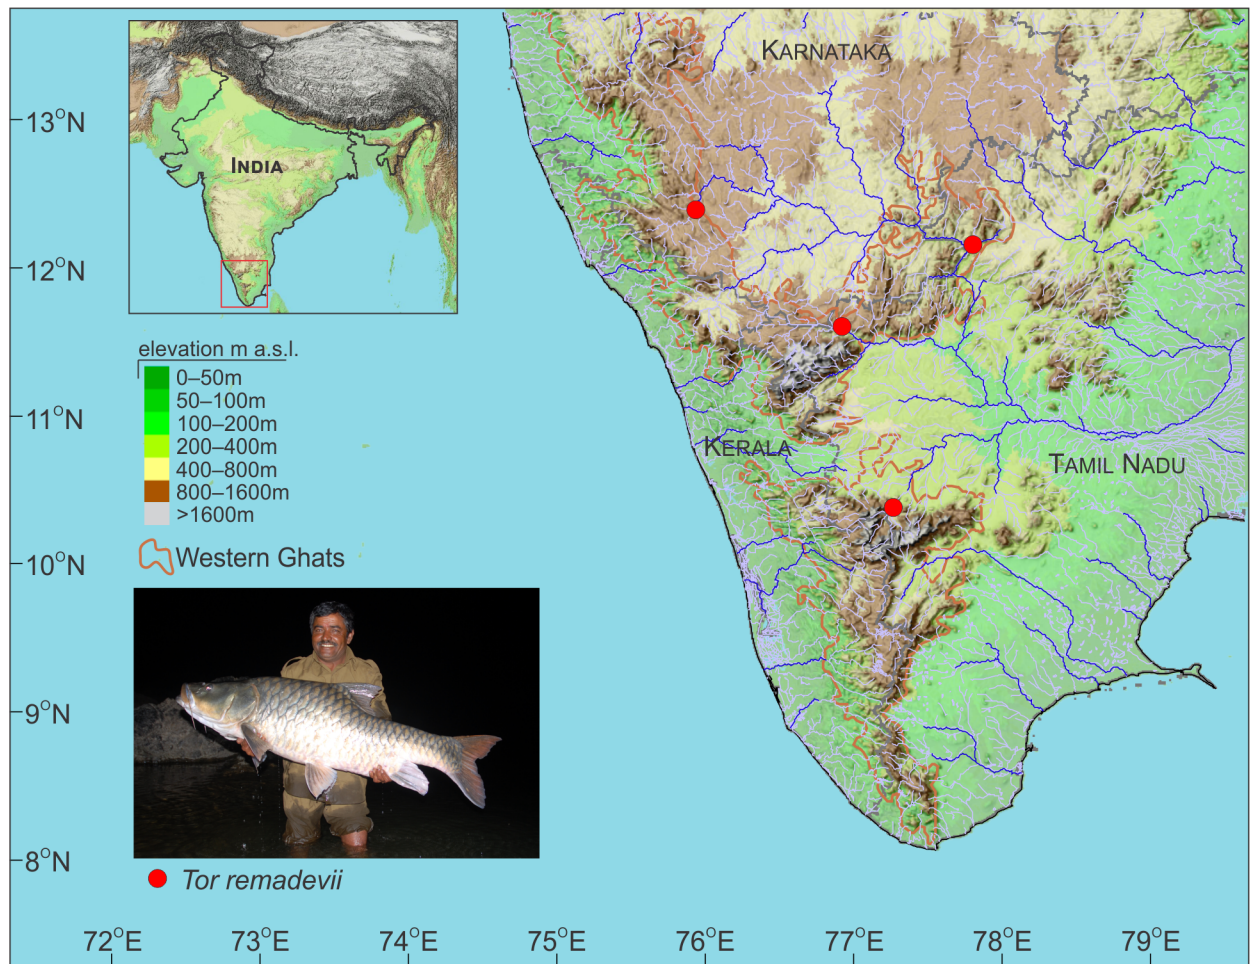 KARNATAKA
13°N
INDIA
12°N
elevation m a.s.l.
0–50m
50–100m
100–200m
200–400m
400–800m
800–1600m
>1600m
11°N
KERALA
TAMIL NADU
10°N
Western Ghats
9°N
8°N
Tor remadevii
72°E 73°E 74°E 75°E 76°E 77°E 78°E 79°E